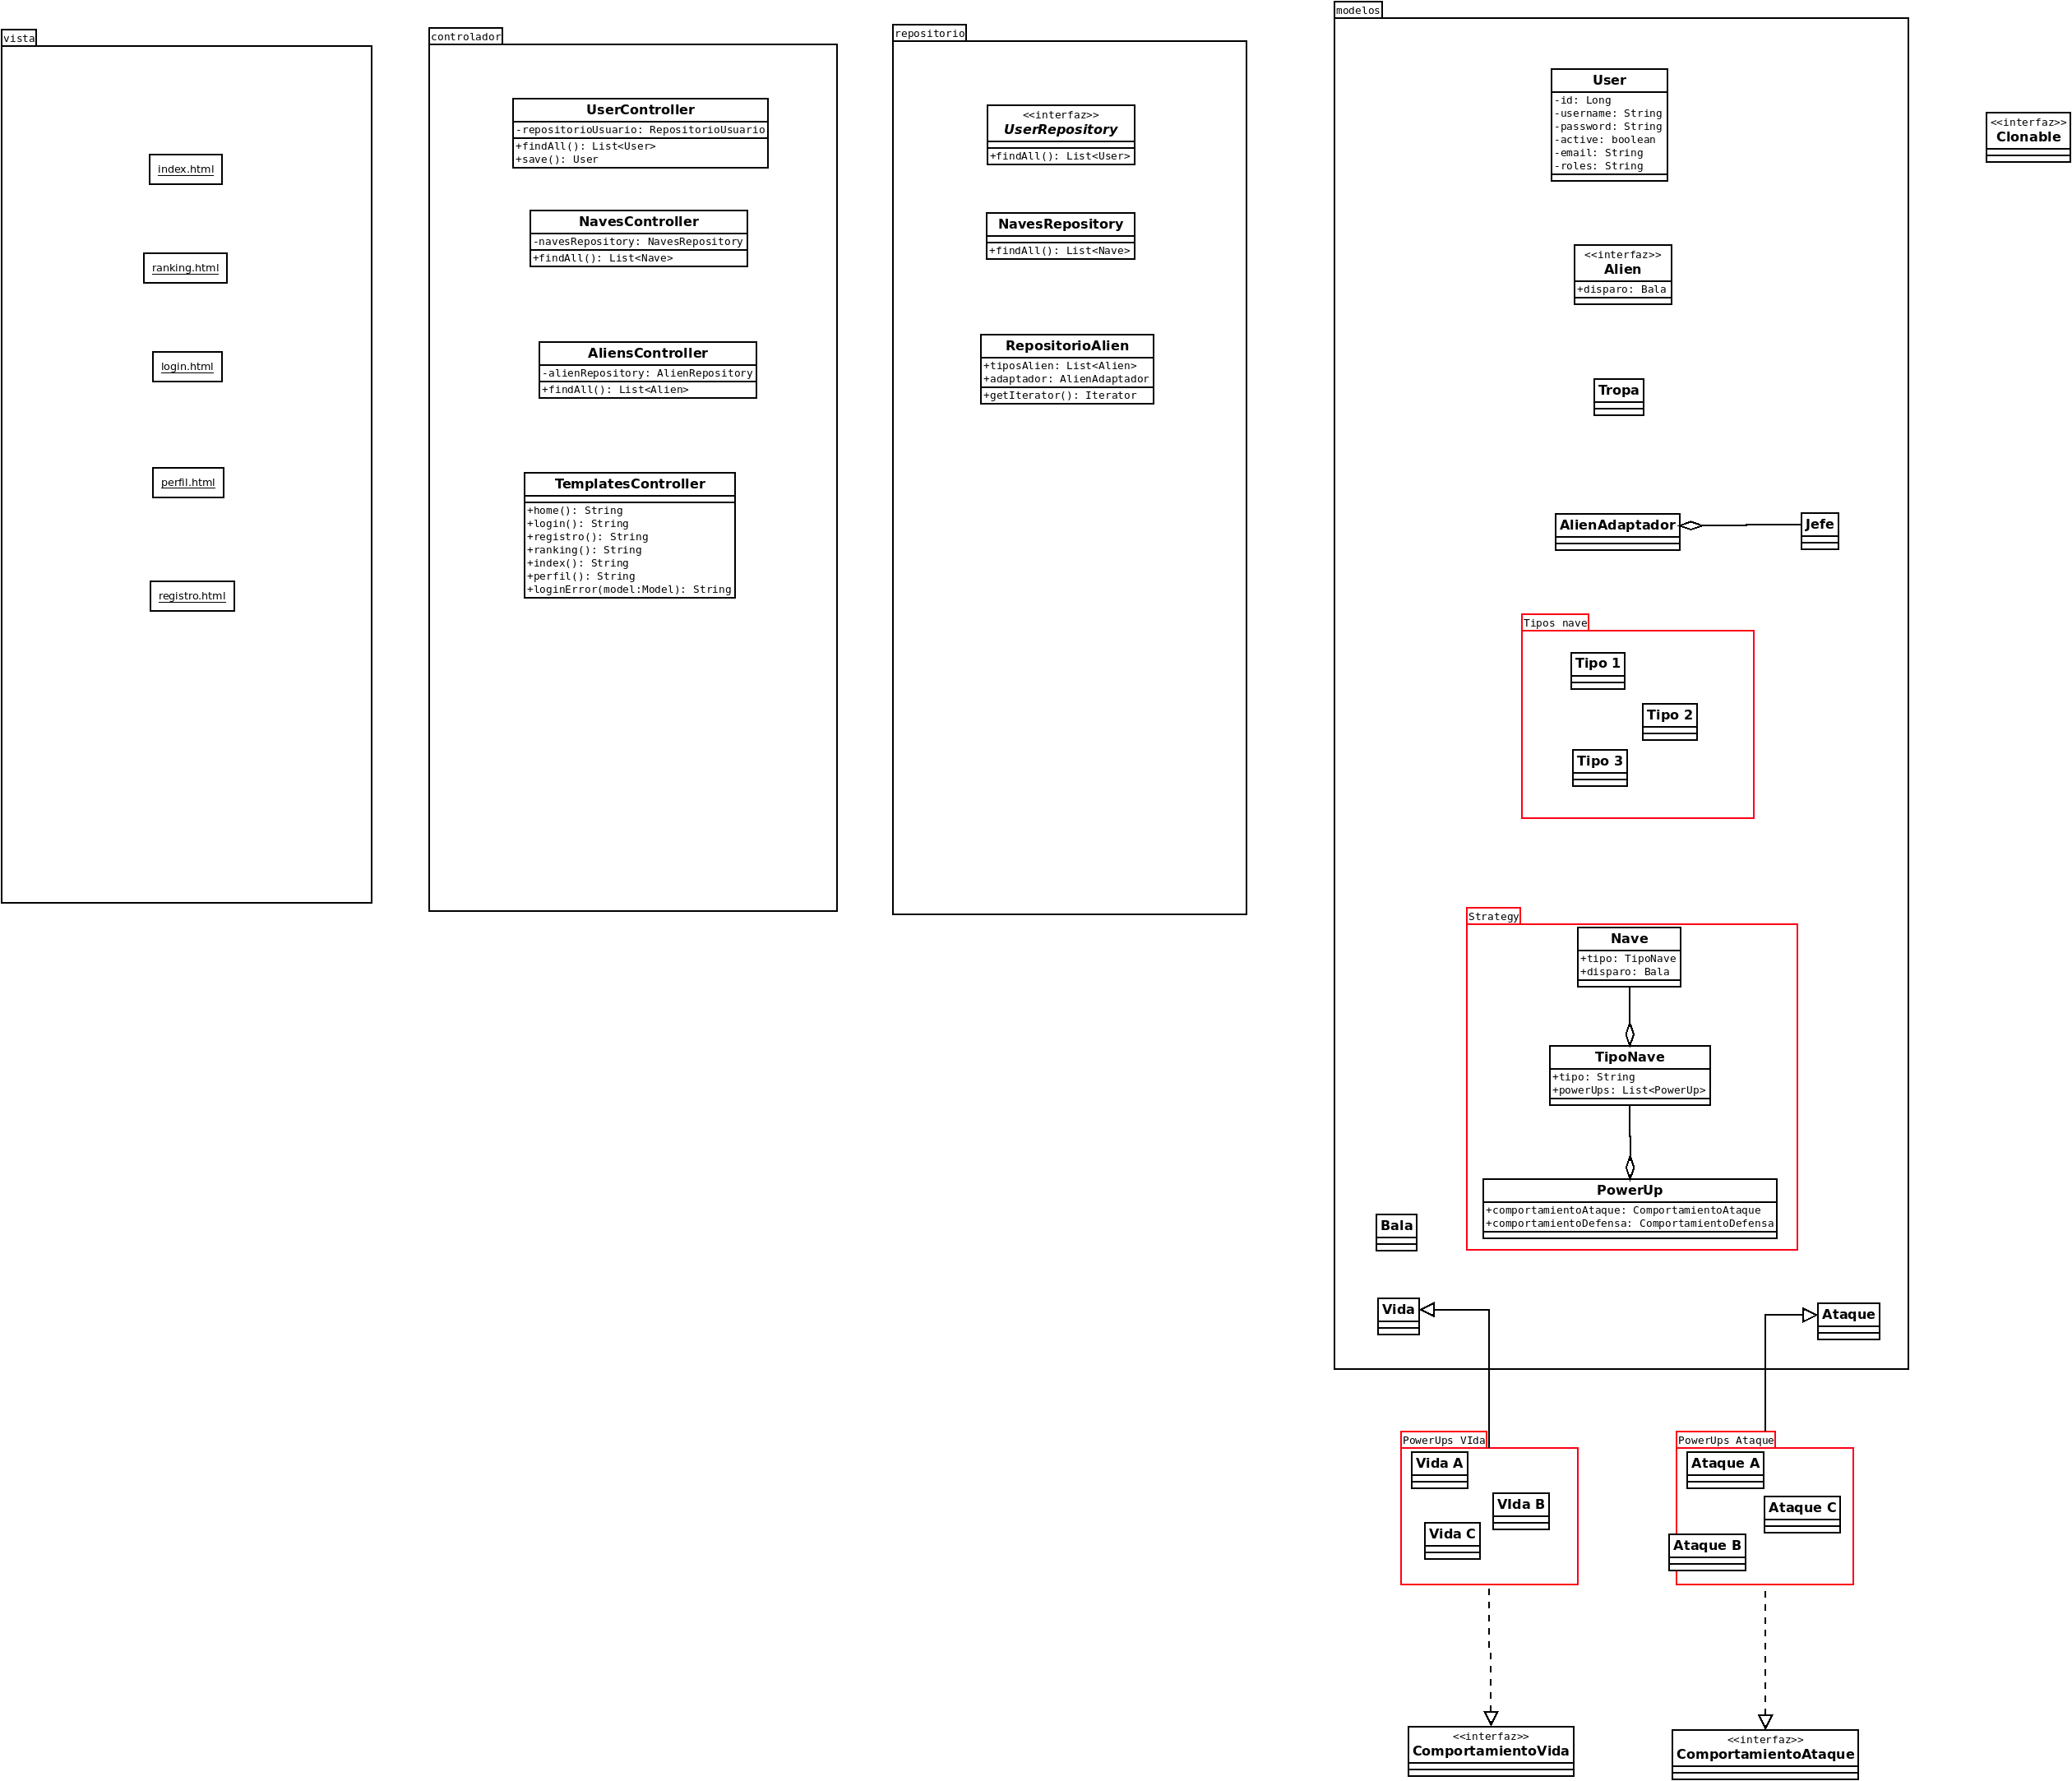 vista
index.html
ranking.html
login.html
perfil.html
registro.html
controlador
UserController
-repositorioUsuario: RepositorioUsuario
+findAll(): List<User>
+save(): User
NavesController
-navesRepository: NavesRepository
+findAll(): List<Nave>
AliensController
-alienRepository: AlienRepository
+findAll(): List<Alien>
TemplatesController
+home(): String
+login(): String
+registro(): String
+ranking(): String
+index(): String
+perfil(): String
+loginError(model:Model): String
repositorio
<<interfaz>>
UserRepository
+findAll(): List<User>
NavesRepository
+findAll(): List<Nave>
RepositorioAlien
+tiposAlien: List<Alien>
+adaptador: AlienAdaptador
+getIterator(): Iterator
modelos
User
-id: Long
-username: String
-password: String
-active: boolean
-email: String
-roles: String
<<interfaz>>
Alien
+disparo: Bala
Tropa
AlienAdaptador
Jefe
Tipos nave
Tipo 1
Tipo 2
Tipo 3
Strategy
Nave
+tipo: TipoNave
+disparo: Bala
TipoNave
+tipo: String
+powerUps: List<PowerUp>
PowerUp
+comportamientoAtaque: ComportamientoAtaque
+comportamientoDefensa: ComportamientoDefensa
Bala
Vida
Ataque
<<interfaz>>
Clonable
PowerUps VIda
Vida A
VIda B
Vida C
PowerUps Ataque
Ataque A
Ataque C
Ataque B
<<interfaz>>
ComportamientoVida
<<interfaz>>
ComportamientoAtaque